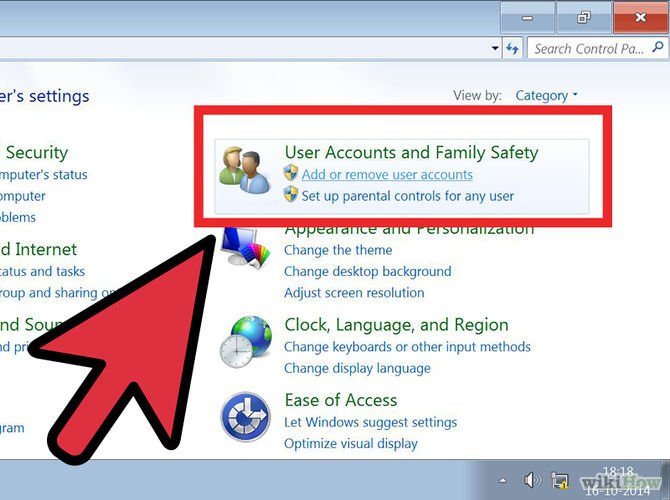 Search Control Pa...
er's settings
View by: Category
Security
mputer's status
omputer
oblems
User Accounts and Family Safety
Add or remove user accounts
Set up parental controls for any user
d Internet
tatus and tasks
roup and sharing
Appearance and Personalization
Change the theme
Change desktop background
Adjust screen resolution
nd Soun
nd pri
Clock, Language, and Region
Change keyboards or other input methods
Change display language
gram
Ease of Access
Let Windows suggest settings
Optimize visual display
18:18
16-10-2014
wikiHow